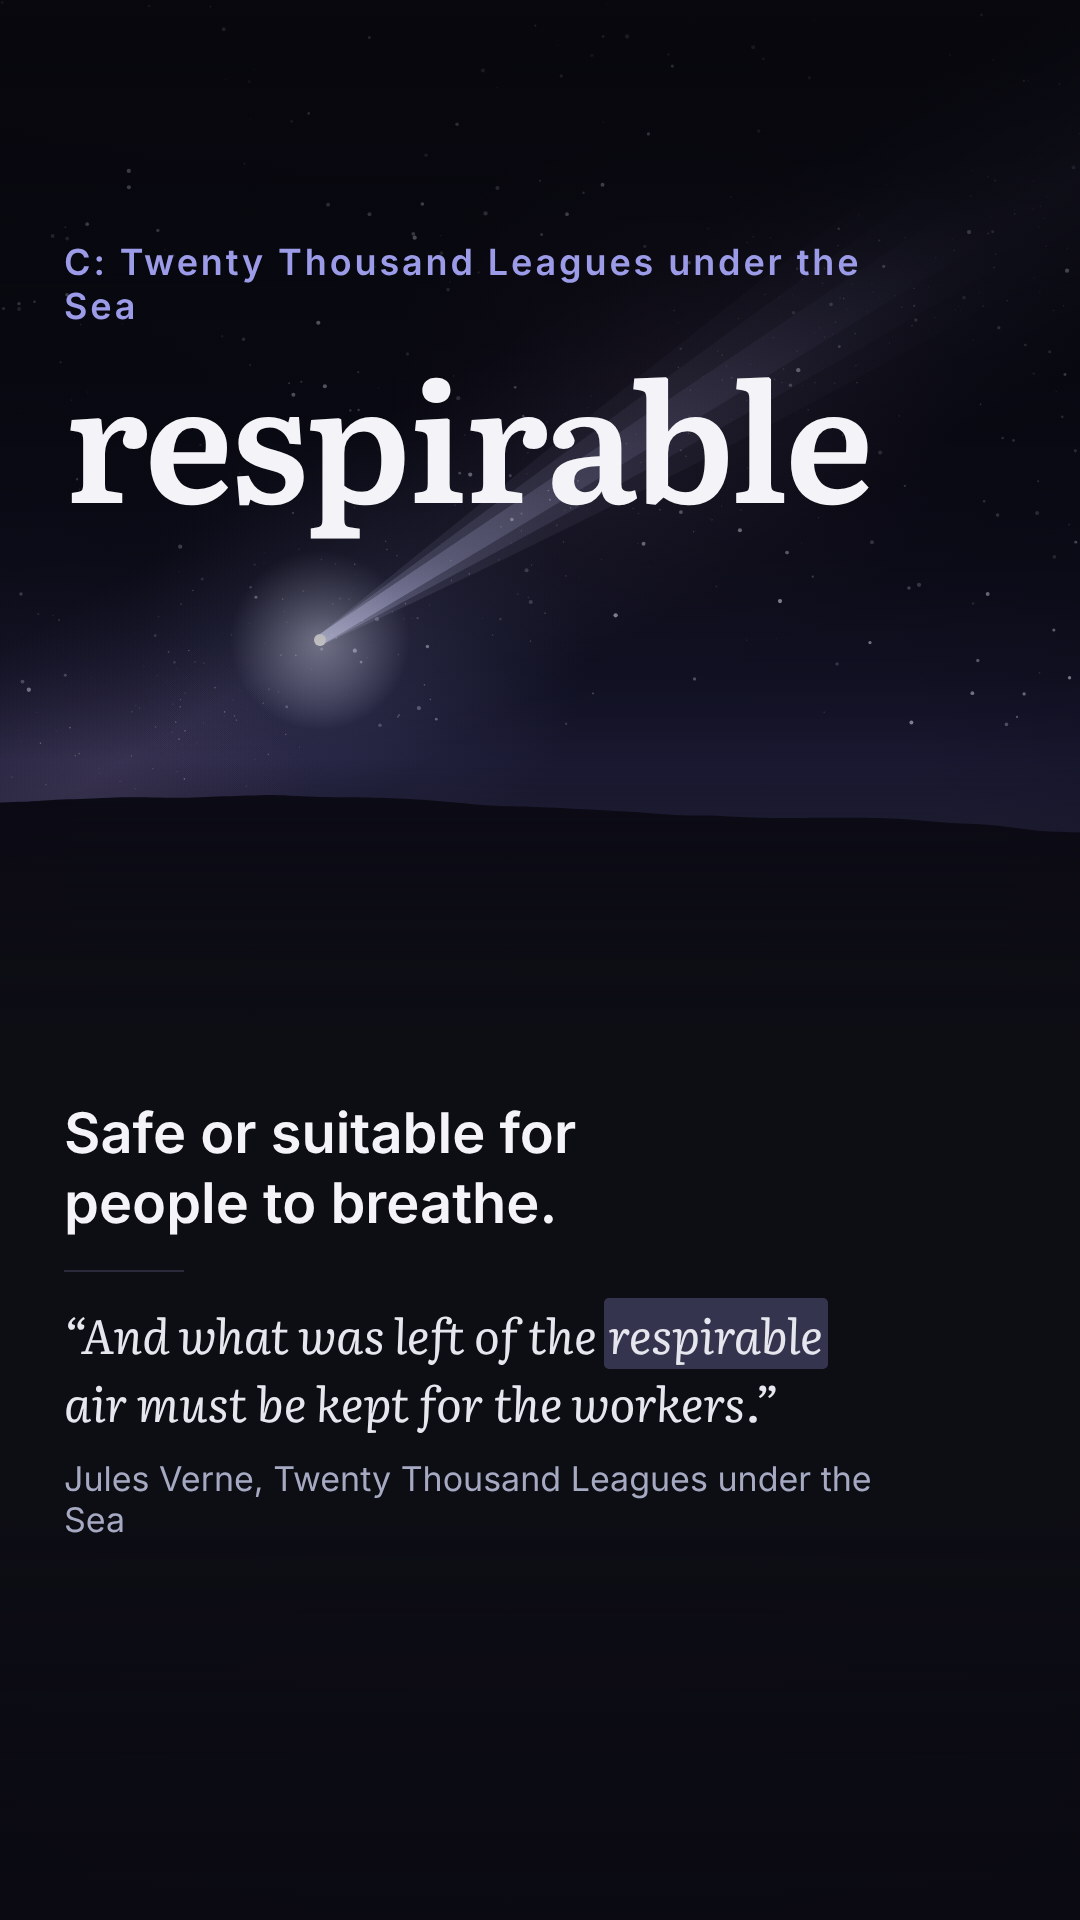 C: Twenty Thousand Leagues under the
Sea
respirable
Safe or suitable for
people to breathe.
“And what was left of the respirable
air must be kept for the workers.”
Jules Verne, Twenty Thousand Leagues under the
Sea